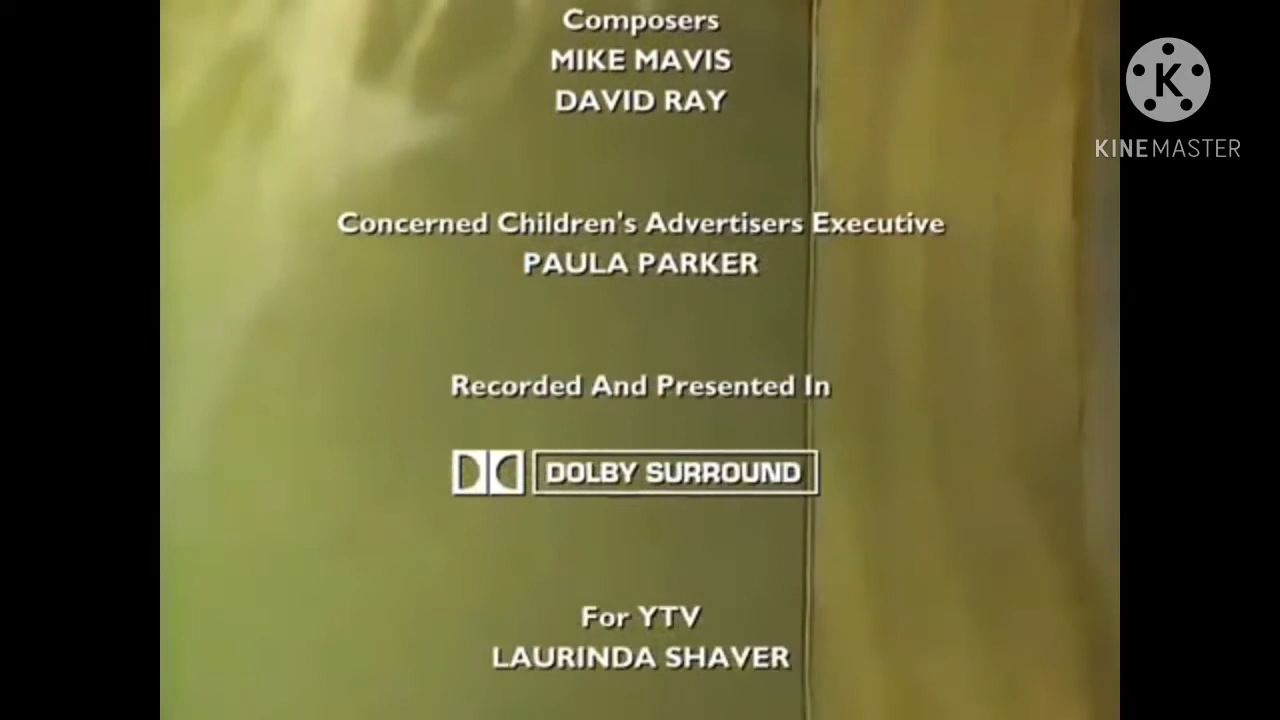 Composers
MIKE MAVIS
DAVID RAY
K
KINEMASTER
Concerned Children's Advertisers Executive
PAULA PARKER
Recorded And Presented In
DOLBY SURROUND
For YTV
LAURINDA SHAVER